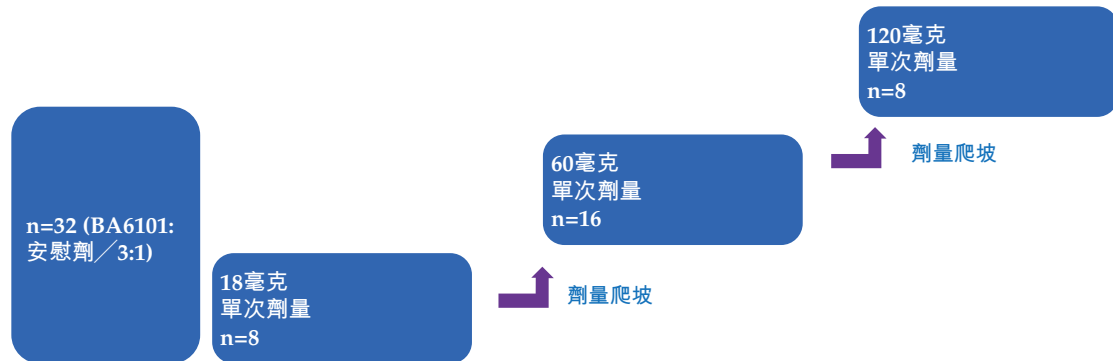 n=32 (BA6101:
安慰劑／3:1)
18毫克
單次劑量
n=8
劑量爬坡
60毫克
單次劑量
n=16
劑量爬坡
120毫克
單次劑量
n=8